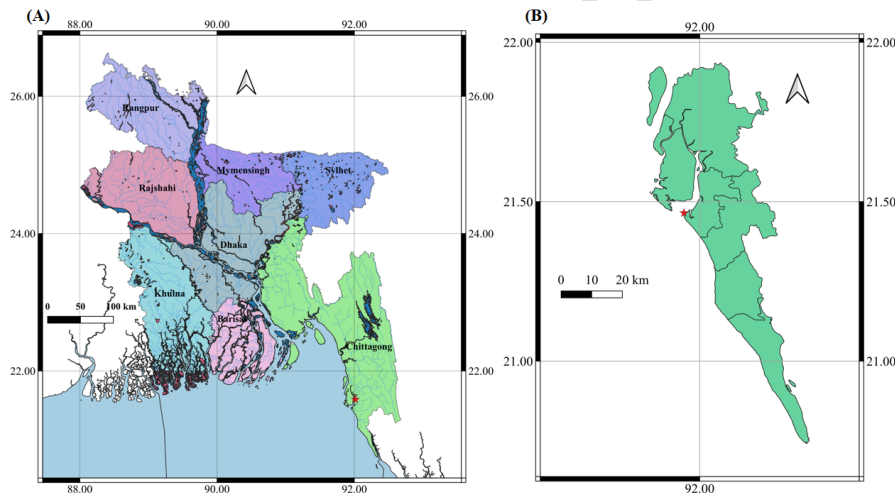 (A)
88.00
90.00
92.00
26.00
26.00
24.00
24.00
22.00
22.00
Rangpur
Mymensingh
Sylhet
Rajshahi
Dhaka
Khulna
Barisal
Chittagong
0 50 100 km
88.00
90.00
92.00
(B)
92.00
22.00
22.00
21.50
21.50
21.00
21.00
0 10 20 km
92.00